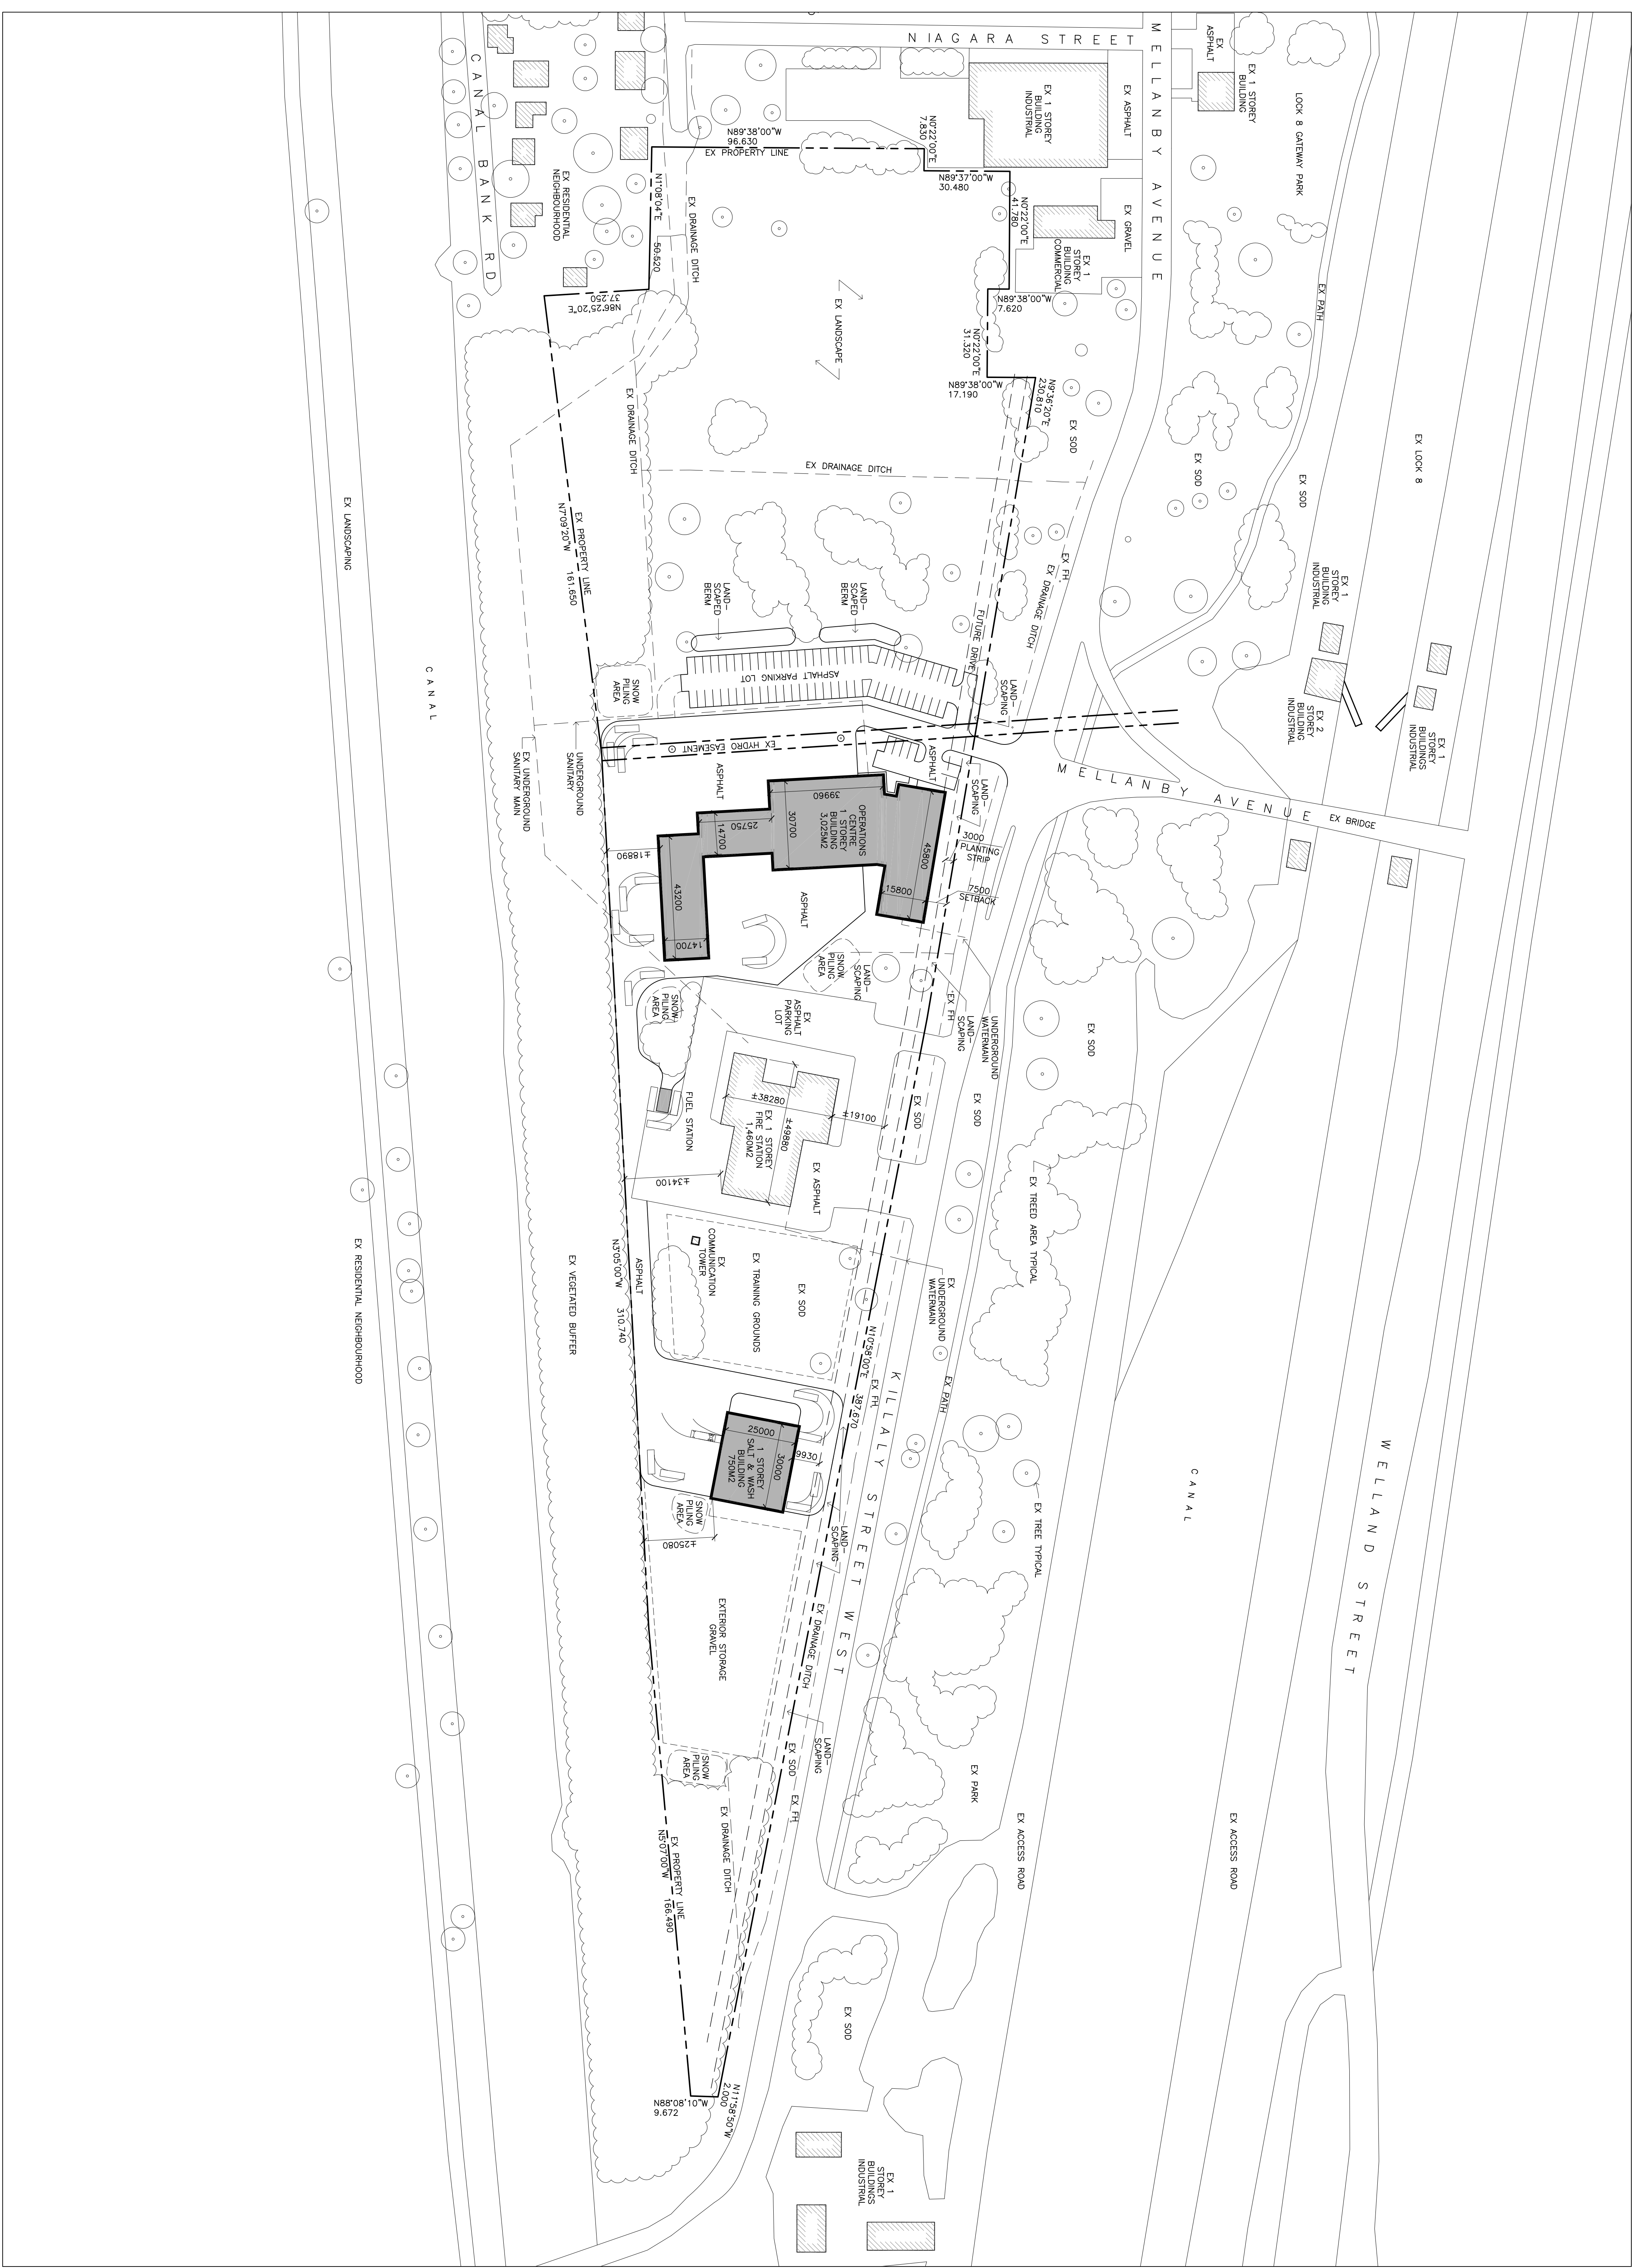 NIAGARA STREET
MELLANBY AVENUE
EX
ASPHALT
EX 1 STOREY
BUILDING
LOCK 8 GATEWAY PARK
CANAL BANK RD
EX 1 STOREY
BUILDING
INDUSTRIAL
EX ASPHALT
N89°38'00"W
96.630
EX PROPERTY LINE
N0°22'00"E
7.830
N89°37'00"W
30.480
N0°22'00"E
41.780
EX GRAVEL
EX 1
STOREY
BUILDING
COMMERCIAL
EX RESIDENTIAL
NEIGHBOURHOOD
N1°08'04"E
50.520
EX DRAINAGE DITCH
N86°25'20"E
37.250
EX LANDSCAPE
N89°38'00"W
7.620
N0°22'00"E
31.320
N89°38'00"W
17.190
N9°36'20"E
230.810
EX PATH
EX SOD
EX SOD
EX SOD
EX LOCK 8
EX DRAINAGE DITCH
EX DRAINAGE DITCH
EX LANDSCAPING
EX PROPERTY LINE
N7°09'20"W
161.650
LAND-
SCAPED
BERM
LAND-
SCAPED
BERM
EX FH
EX DRAINAGE DITCH
FUTURE DRIVE
EX 1
STOREY
BUILDING
INDUSTRIAL
EX 2
STOREY
BUILDING
INDUSTRIAL
EX 1
STOREY
BUILDINGS
INDUSTRIAL
CANAL
SNOW
PILING
AREA
ASPHALT PARKING LOT
LAND-
SCAPING
EX HYDRO EASEMENT
UNDERGROUND
SANITARY
EX UNDERGROUND
SANITARY MAIN
ASPHALT
ASPHALT
LAND-
SCAPING
MELLANBY AVENUE
EX BRIDGE
39960
30700
25750
14700
OPERATIONS
CENTRE
1 STOREY
BUILDING
3,025M2
45800
15800
3000
PLANTING
STRIP
7500
SETBACK
±18890
43200
14700
ASPHALT
SNOW
PILING
AREA
LAND-
SCAPING
EX FH
LAND-
SCAPING
UNDERGROUND
WATERMAIN
EX SOD
EX SOD
SNOW
PILING
AREA
EX
ASPHALT
PARKING
LOT
FUEL STATION
±38280
±49880
EX 1 STOREY
FIRE STATION
1,460M2
±19100
EX SOD
±34100
EX ASPHALT
EX TREED AREA TYPICAL
EX RESIDENTIAL NEIGHBOURHOOD
EX VEGETATED BUFFER
N3°05'00"W
310.740
ASPHALT
EX
COMMUNICATION
TOWER
EX TRAINING GROUNDS
EX SOD
EX
UNDERGROUND
WATERMAIN
N10°58'00"E
387.670
EX FH
KILLALY STREET WEST
EX PATH
25000
30000
1 STOREY
SALT & WASH
BUILDING
750M2
9930
SNOW
PILING
AREA
±25080
LAND-
SCAPING
EX TREE TYPICAL
CANAL
WELLAND STREET
EXTERIOR STORAGE
GRAVEL
EX DRAINAGE DITCH
LAND-
SCAPING
EX SOD
EX FH
SNOW
PILING
AREA
EX DRAINAGE DITCH
EX PARK
EX ACCESS ROAD
EX ACCESS ROAD
EX PROPERTY LINE
N5°07'00"W
166.490
EX SOD
N88°08'10"W
9.672
N11°58'50"W
2.000
EX 1
STOREY
BUILDINGS
INDUSTRIAL